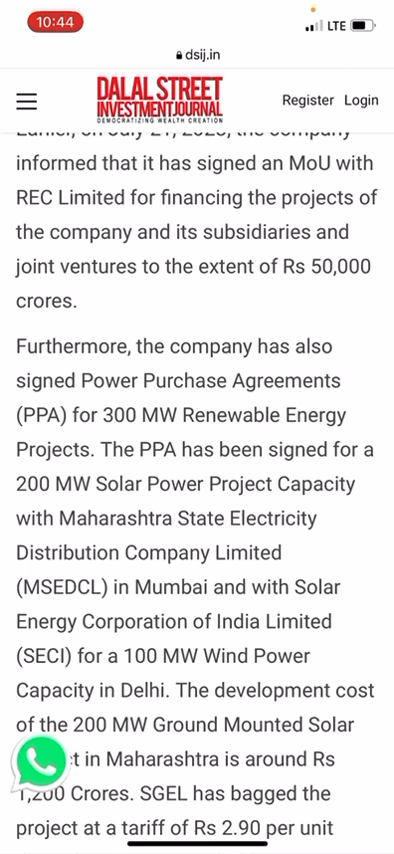 10:44
LTE
dsij.in
DALAL STREET
INVESTMENT JOURNAL
DEMOCRATIZING WEALTH CREATION
Register Login
the company
informed that it has signed an MoU with
REC Limited for financing the projects of
the company and its subsidiaries and
joint ventures to the extent of Rs 50,000
crores.
Furthermore, the company has also
signed Power Purchase Agreements
(PPA) for 300 MW Renewable Energy
Projects. The PPA has been signed for a
200 MW Solar Power Project Capacity
with Maharashtra State Electricity
Distribution Company Limited
(MSEDCL) in Mumbai and with Solar
Energy Corporation of India Limited
(SECI) for a 100 MW Wind Power
Capacity in Delhi. The development cost
of the 200 MW Ground Mounted Solar
t in Maharashtra is around Rs
1,200 Crores. SGEL has bagged the
project at a tariff of Rs 2.90 per unit